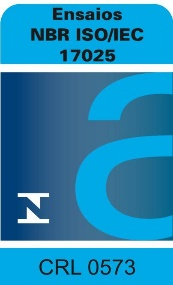 Ensaios
NBR ISO/IEC
17025
CRL 0573